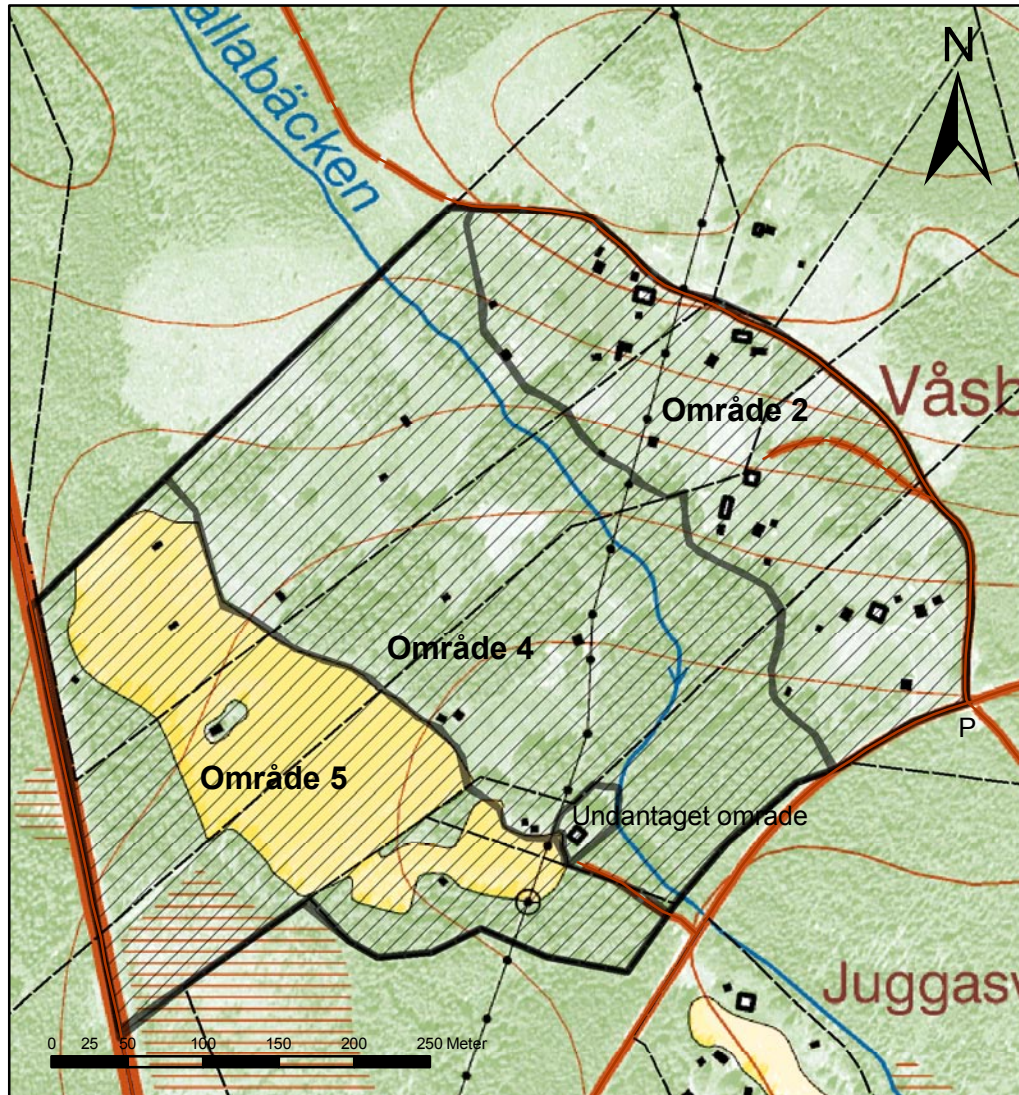 allabäcken
N
Våsb
Område 2
Område 4
P
Område 5
Undantaget område
Juggasv
0 25 50 100 150 200 250 Meter